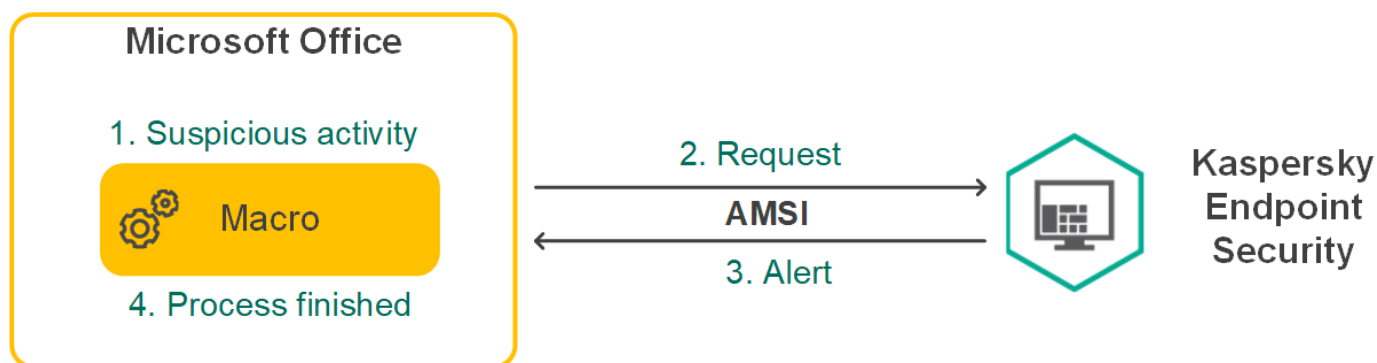 Microsoft Office
1. Suspicious activity
Macro
4. Process finished
2. Request
AMSI
3. Alert
Kaspersky
Endpoint
Security